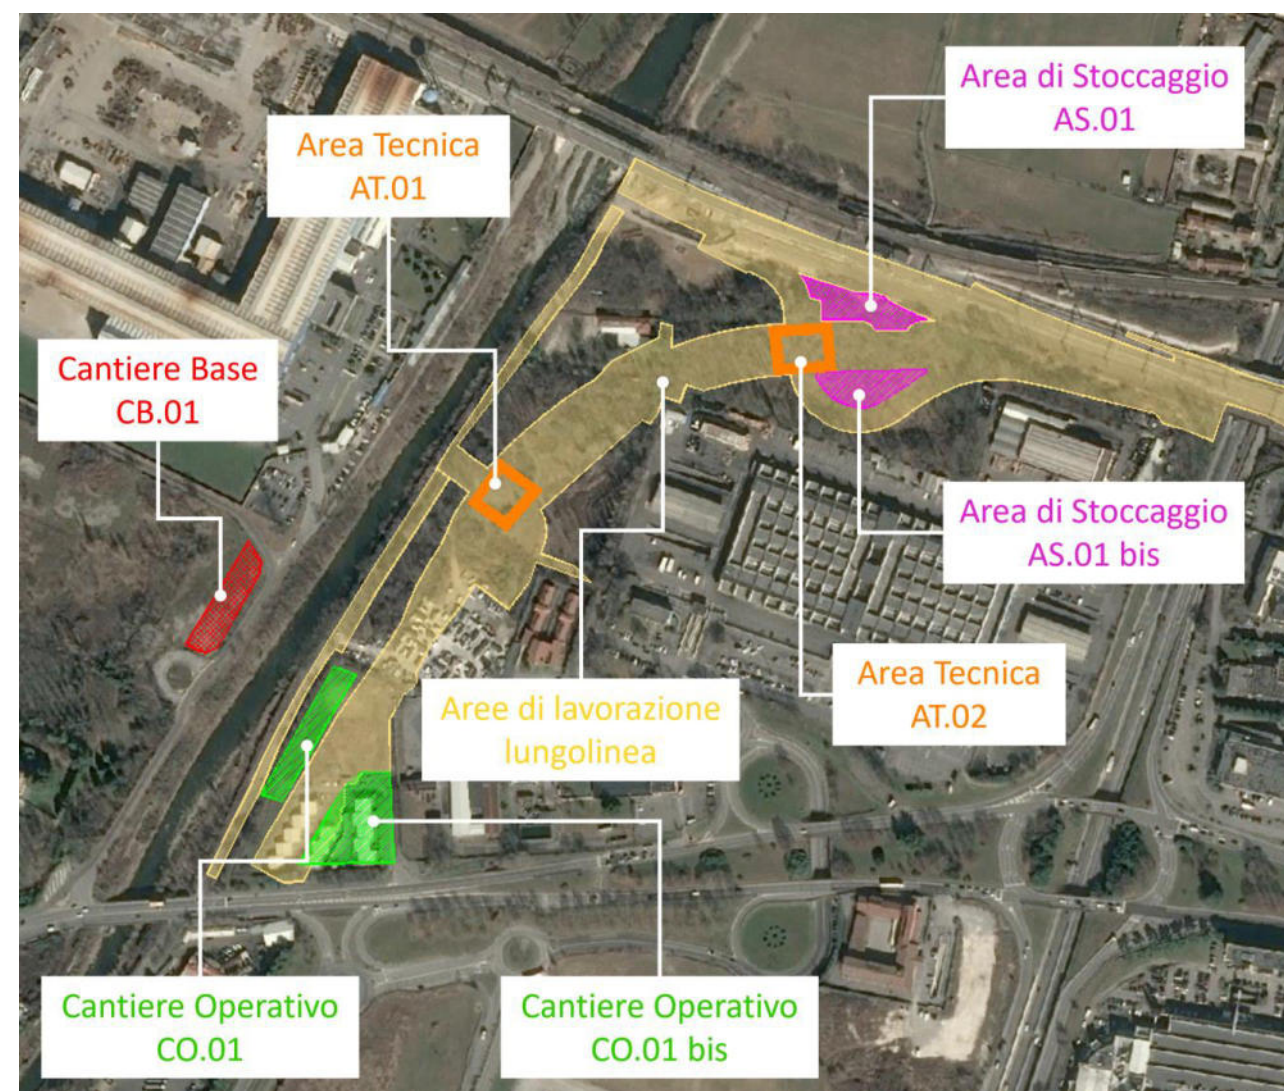 Area di Stoccaggio
AS.01
Area Tecnica
AT.01
Cantiere Base
CB.01
Area di Stoccaggio
AS.01 bis
Area Tecnica
AT.02
Aree di lavorazione
lungolinea
Cantiere Operativo
CO.01
Cantiere Operativo
CO.01 bis